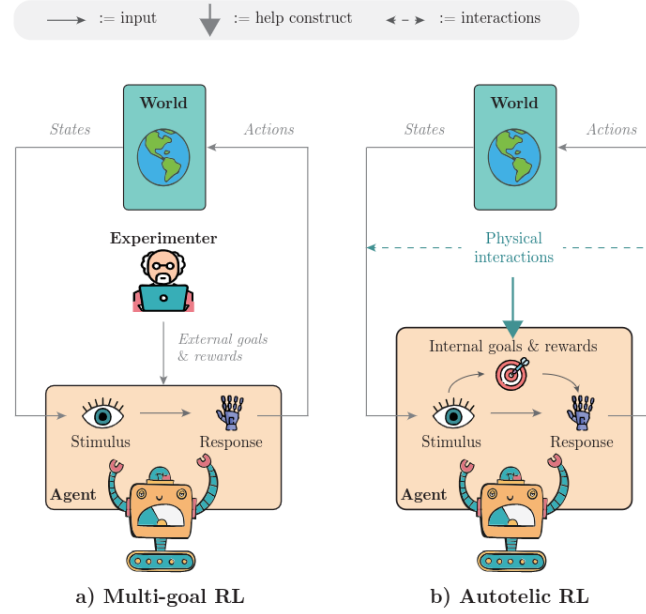 := input
:= help construct
:= interactions
World
States
Actions
Experimenter
External goals
& rewards
Stimulus
Response
Agent
a) Multi-goal RL
World
States
Actions
Physical
interactions
Internal goals & rewards
Stimulus
Response
Agent
b) Autotelic RL